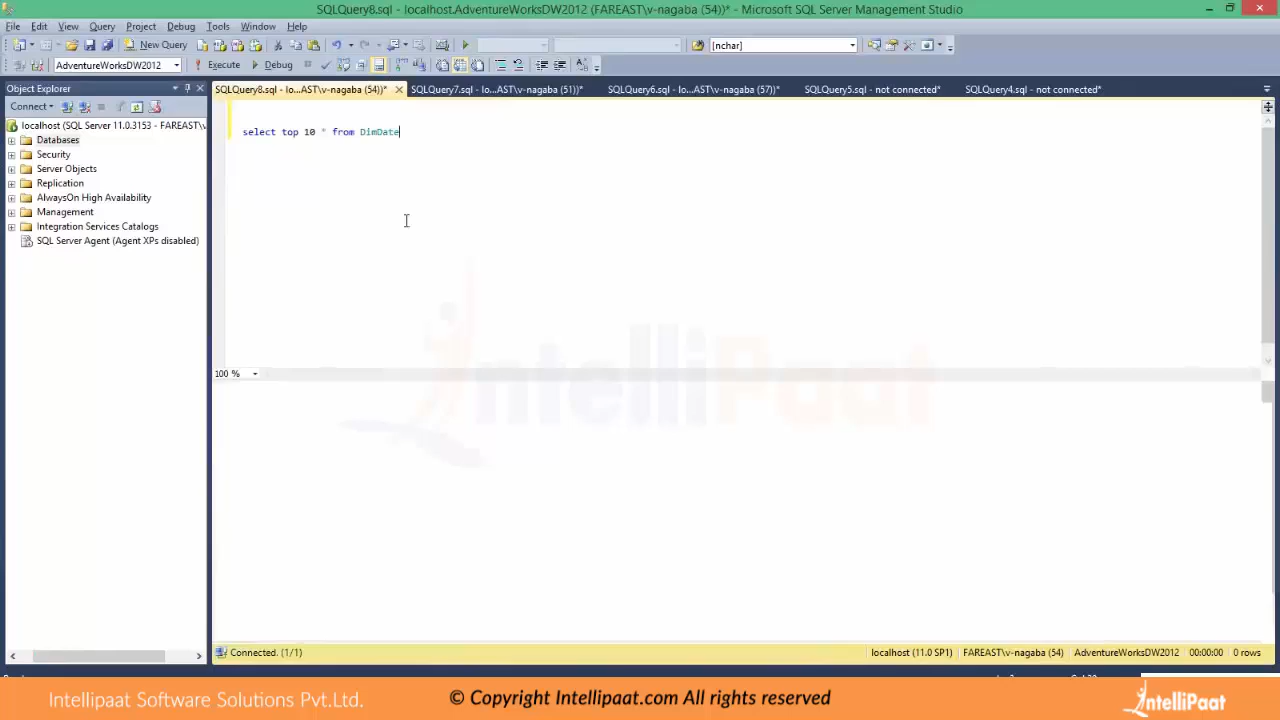 SQLQuery8.sql - localhost.AdventureWorksDW2012 (FAREAST\v-nagaba (54))* - Microsoft SQL Server Management Studio
File Edit View Query Project Debug Tools Window Help
New Query [nchar]
AdventureWorksDW2012 Execute Debug
Object Explorer
SQLQuery8.sql - lo...AST\v-nagaba (54))* SQLQuery7.sql - lo...AST\v-nagaba (51))* SQLQuery6.sql - lo...AST\v-nagaba (57))* SQLQuery5.sql - not connected* SQLQuery4.sql - not connected*
Connect
localhost (SQL Server 11.0.3153 - FAREAST\v
Databases
Security
Server Objects
Replication
AlwaysOn High Availability
Management
Integration Services Catalogs
SQL Server Agent (Agent XPs disabled)
select top 10 * from DimDate
IntelliPaat
100 %
Connected. (1/1) localhost (11.0 SP1) FAREAST\v-nagaba (54) AdventureWorksDW2012 00:00:00 0 rows
Intellipaat Software Solutions Pvt.Ltd. © Copyright Intellipaat.com All rights reserved IntelliPaat